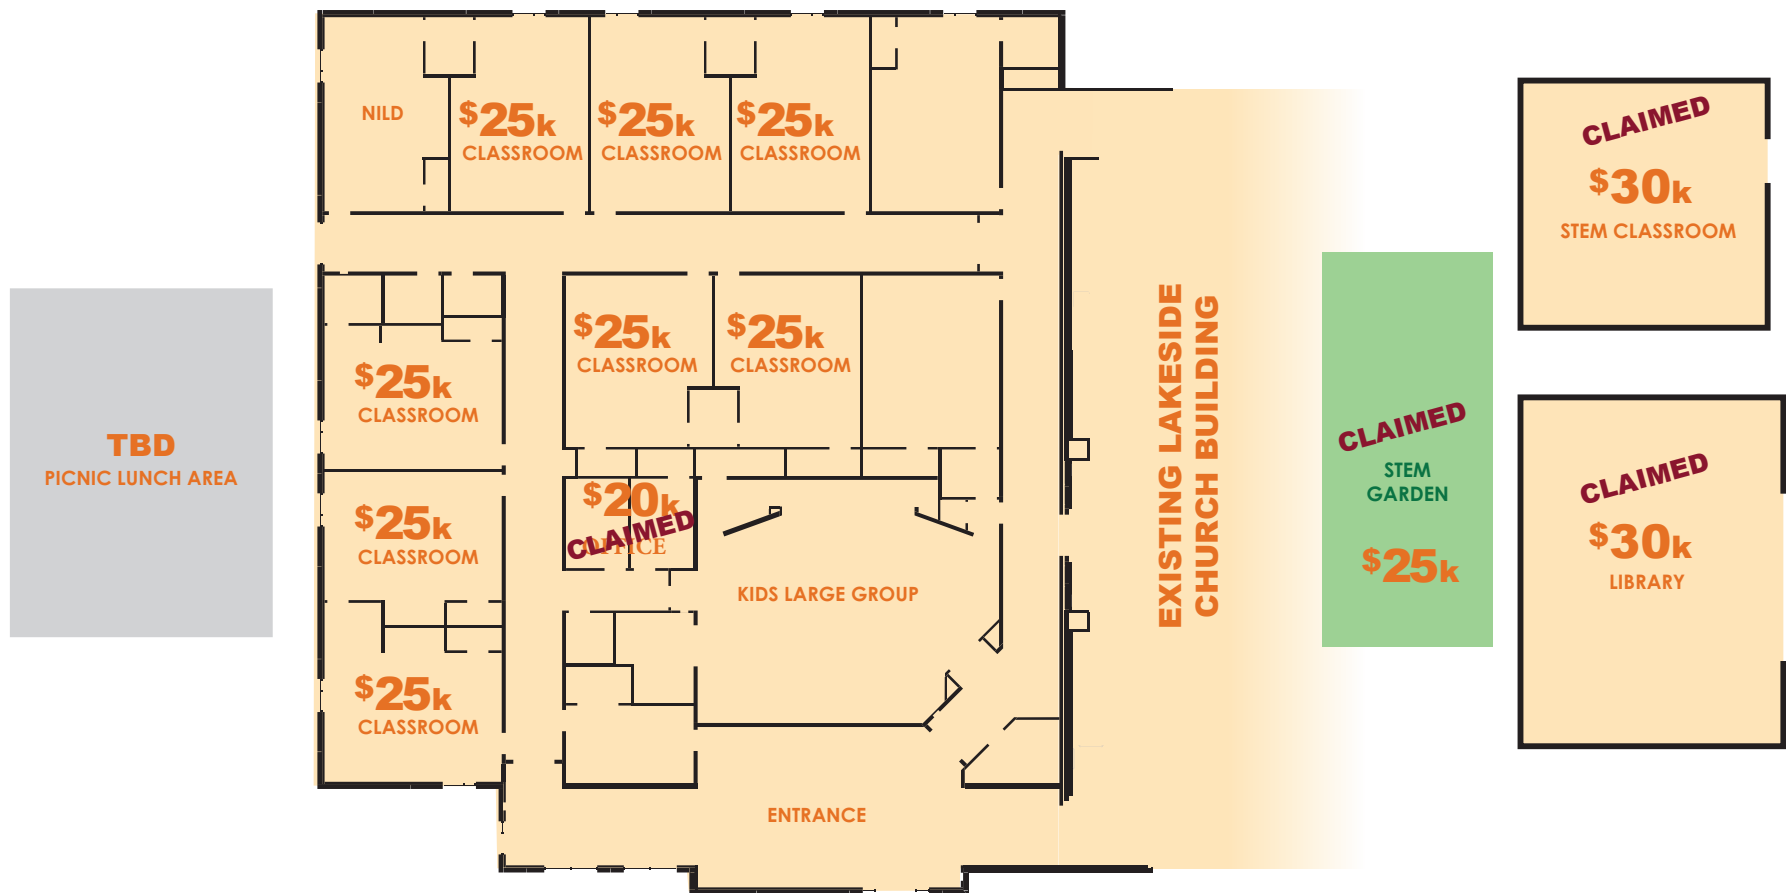 NILD
$25k
CLASSROOM
$25k
CLASSROOM
$25k
CLASSROOM
CLAIMED
$30k
STEM CLASSROOM
$25k
CLASSROOM
$25k
CLASSROOM
$25k
CLASSROOM
TBD
PICNIC LUNCH AREA
EXISTING LAKESIDE
CHURCH BUILDING
CLAIMED
STEM
GARDEN
$25k
CLAIMED
$30k
LIBRARY
$20k
CLAIMED
OFFICE
$25k
CLASSROOM
KIDS LARGE GROUP
$25k
CLASSROOM
ENTRANCE